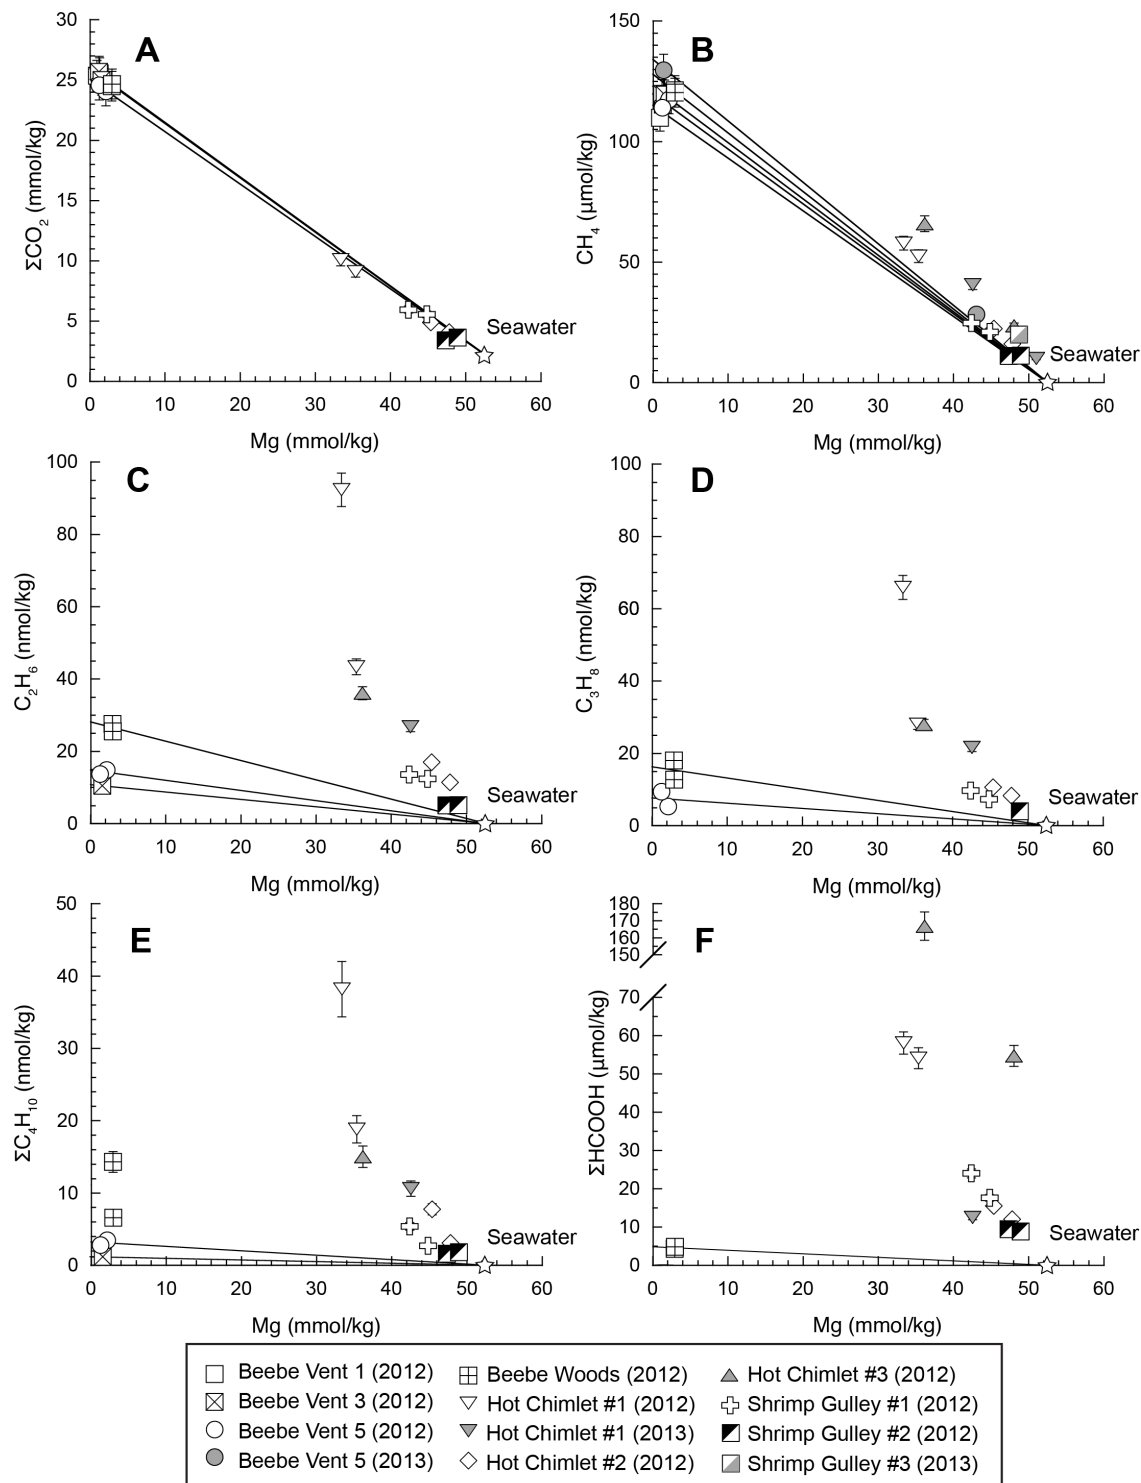 A
ΣCO₂ (mmol/kg)
30
25
20
15
10
5
0
Seawater
0 10 20 30 40 50 60
Mg (mmol/kg)
B
CH₄ (µmol/kg)
150
100
50
0
Seawater
0 10 20 30 40 50 60
Mg (mmol/kg)
C
C₂H₆ (nmol/kg)
100
80
60
40
20
0
Seawater
0 10 20 30 40 50 60
Mg (mmol/kg)
D
C₃H₈ (nmol/kg)
100
80
60
40
20
0
Seawater
0 10 20 30 40 50 60
Mg (mmol/kg)
E
ΣC₄H₁₀ (nmol/kg)
50
40
30
20
10
0
Seawater
0 10 20 30 40 50 60
Mg (mmol/kg)
F
ΣHCOOH (µmol/kg)
180
170
160
150
70
60
50
40
30
20
10
0
Seawater
0 10 20 30 40 50 60
Mg (mmol/kg)
Beebe Vent 1 (2012)
Beebe Vent 3 (2012)
Beebe Vent 5 (2012)
Beebe Vent 5 (2013)
Beebe Woods (2012)
Hot Chimlet #1 (2012)
Hot Chimlet #1 (2013)
Hot Chimlet #2 (2012)
Hot Chimlet #3 (2012)
Shrimp Gulley #1 (2012)
Shrimp Gulley #2 (2012)
Shrimp Gulley #3 (2013)